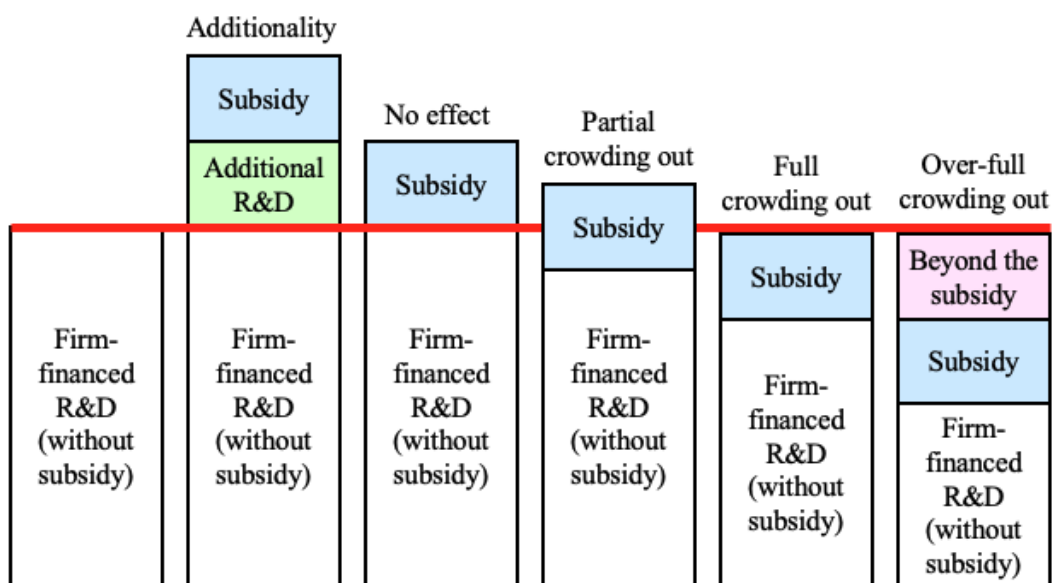 Additionality
Subsidy
Additional
R&D
No effect
Subsidy
Partial
crowding out
Subsidy
Full
crowding out
Subsidy
Over-full
crowding out
Beyond the
subsidy
Subsidy
Firm-
financed
R&D
(without
subsidy)
Firm-
financed
R&D
(without
subsidy)
Firm-
financed
R&D
(without
subsidy)
Firm-
financed
R&D
(without
subsidy)
Firm-
financed
R&D
(without
subsidy)
Firm-
financed
R&D
(without
subsidy)